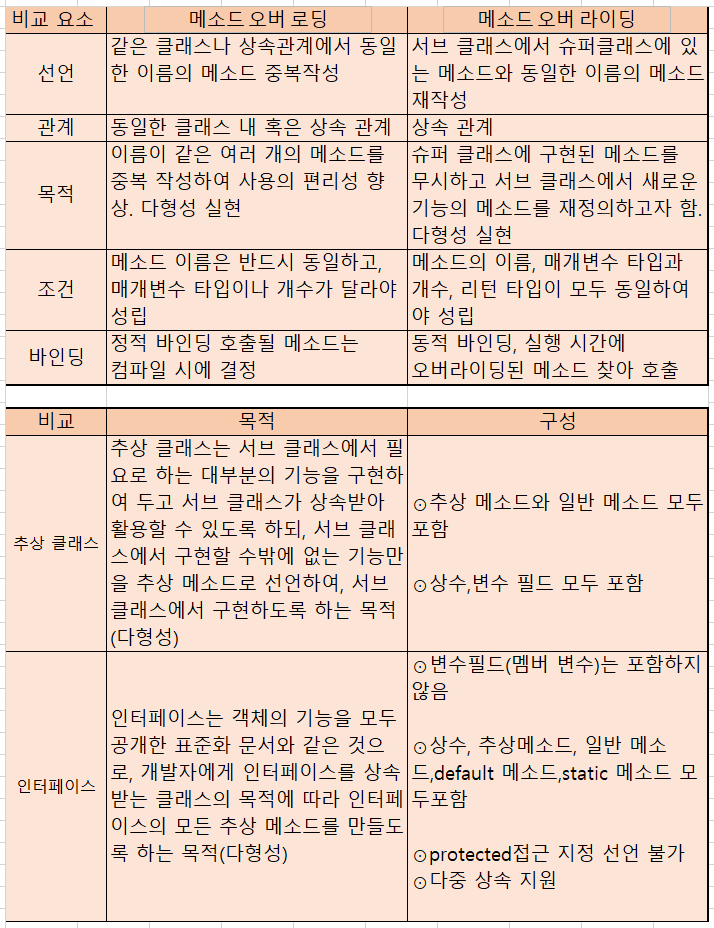 비교 요소
메소드 오버 로딩
메소드 오버 라이딩
선언
같은 클래스나 상속관계에서 동일
한 이름의 메소드 중복작성
서브 클래스에서 슈퍼클래스에 있
는 메소드와 동일한 이름의 메소드
재작성
관계
동일한 클래스 내 혹은 상속 관계
상속 관계
목적
이름이 같은 여러 개의 메소드를
중복 작성하여 사용의 편리성 향
상. 다형성 실현
슈퍼 클래스에 구현된 메소드를
무시하고 서브 클래스에서 새로운
기능의 메소드를 재정의하고자 함.
다형성 실현
조건
메소드 이름은 반드시 동일하고,
매개변수 타입이나 개수가 달라야
성립
메소드의 이름, 매개변수 타입과
개수, 리턴 타입이 모두 동일하여
야 성립
바인딩
정적 바인딩 호출될 메소드는
컴파일 시에 결정
동적 바인딩, 실행 시간에
오버라이딩된 메소드 찾아 호출
비교
목적
구성
추상 클래스
추상 클래스는 서브 클래스에서 필
요로 하는 대부분의 기능을 구현하
여 두고 서브 클래스가 상속받아
활용할 수 있도록 하되, 서브 클래
스에서 구현할 수밖에 없는 기능만
을 추상 메소드로 선언하여, 서브
클래스에서 구현하도록 하는 목적
(다형성)
⊙추상 메소드와 일반 메소드 모두
포함
⊙상수,변수 필드 모두 포함
인터페이스
인터페이스는 객체의 기능을 모두
공개한 표준화 문서와 같은 것으
로, 개발자에게 인터페이스를 상속
받는 클래스의 목적에 따라 인터페
이스의 모든 추상 메소드를 만들도
록 하는 목적(다형성)
⊙변수필드(멤버 변수)는 포함하지
않음
⊙상수, 추상메소드, 일반 메소
드,default 메소드,static 메소드 모
두포함
⊙protected접근 지정 선언 불가
⊙다중 상속 지원